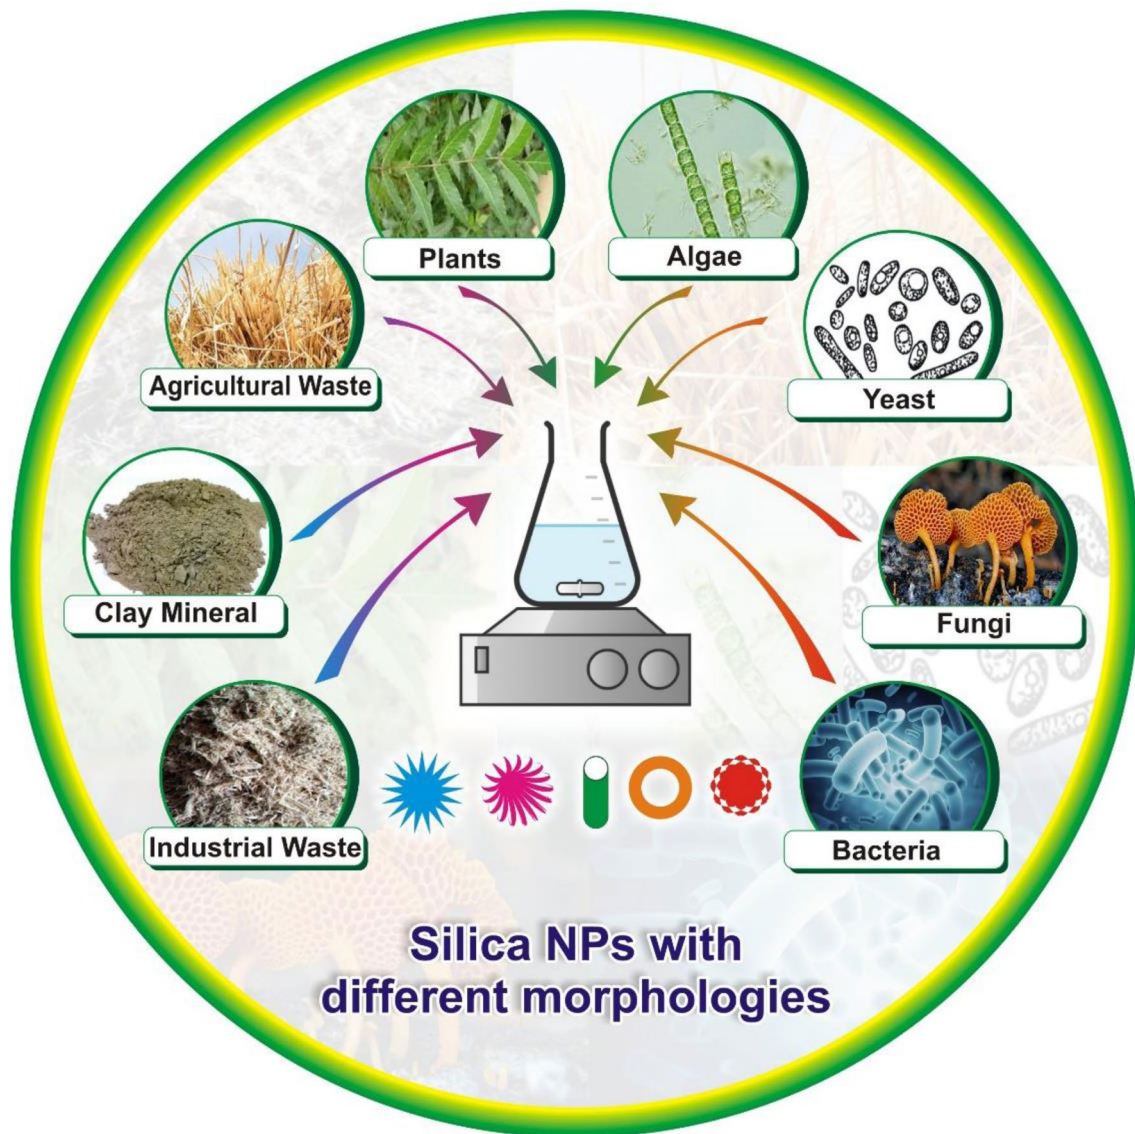 Plants
Algae
Agricultural Waste
Yeast
Clay Mineral
Fungi
Industrial Waste
Bacteria
Silica NPs with
different morphologies